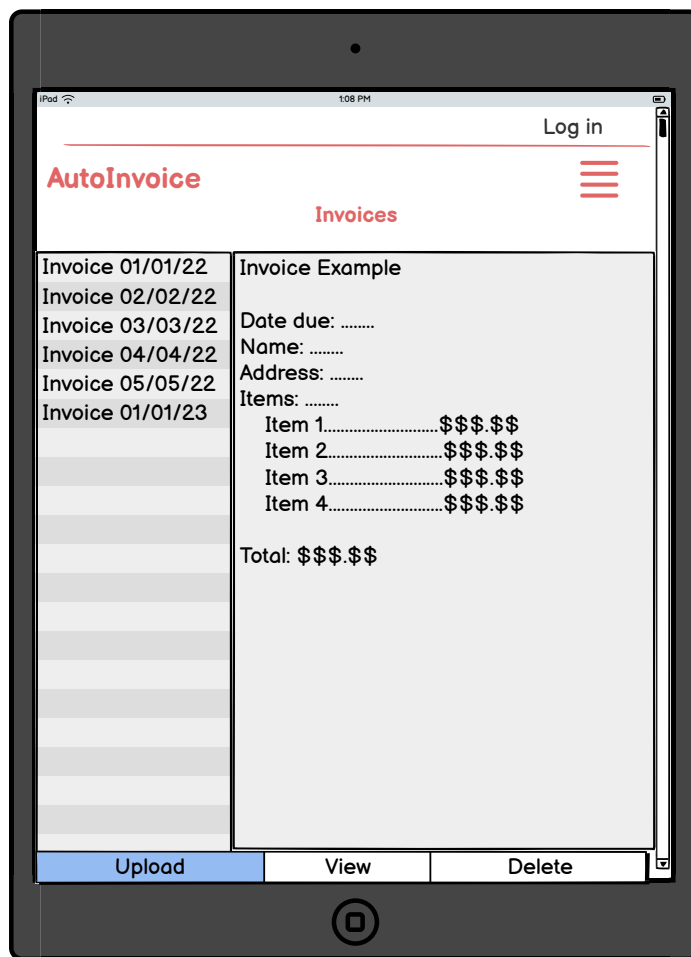 iPad
1:08 PM
Log in
AutoInvoice
Invoices
Invoice 01/01/22
Invoice 02/02/22
Invoice 03/03/22
Invoice 04/04/22
Invoice 05/05/22
Invoice 01/01/23
Invoice Example
Date due: ........
Name: ........
Address: ........
Items: ........
Item 1...........................$$$.$$
Item 2...........................$$$.$$
Item 3...........................$$$.$$
Item 4...........................$$$.$$
Total: $$$.$$
Upload
View
Delete